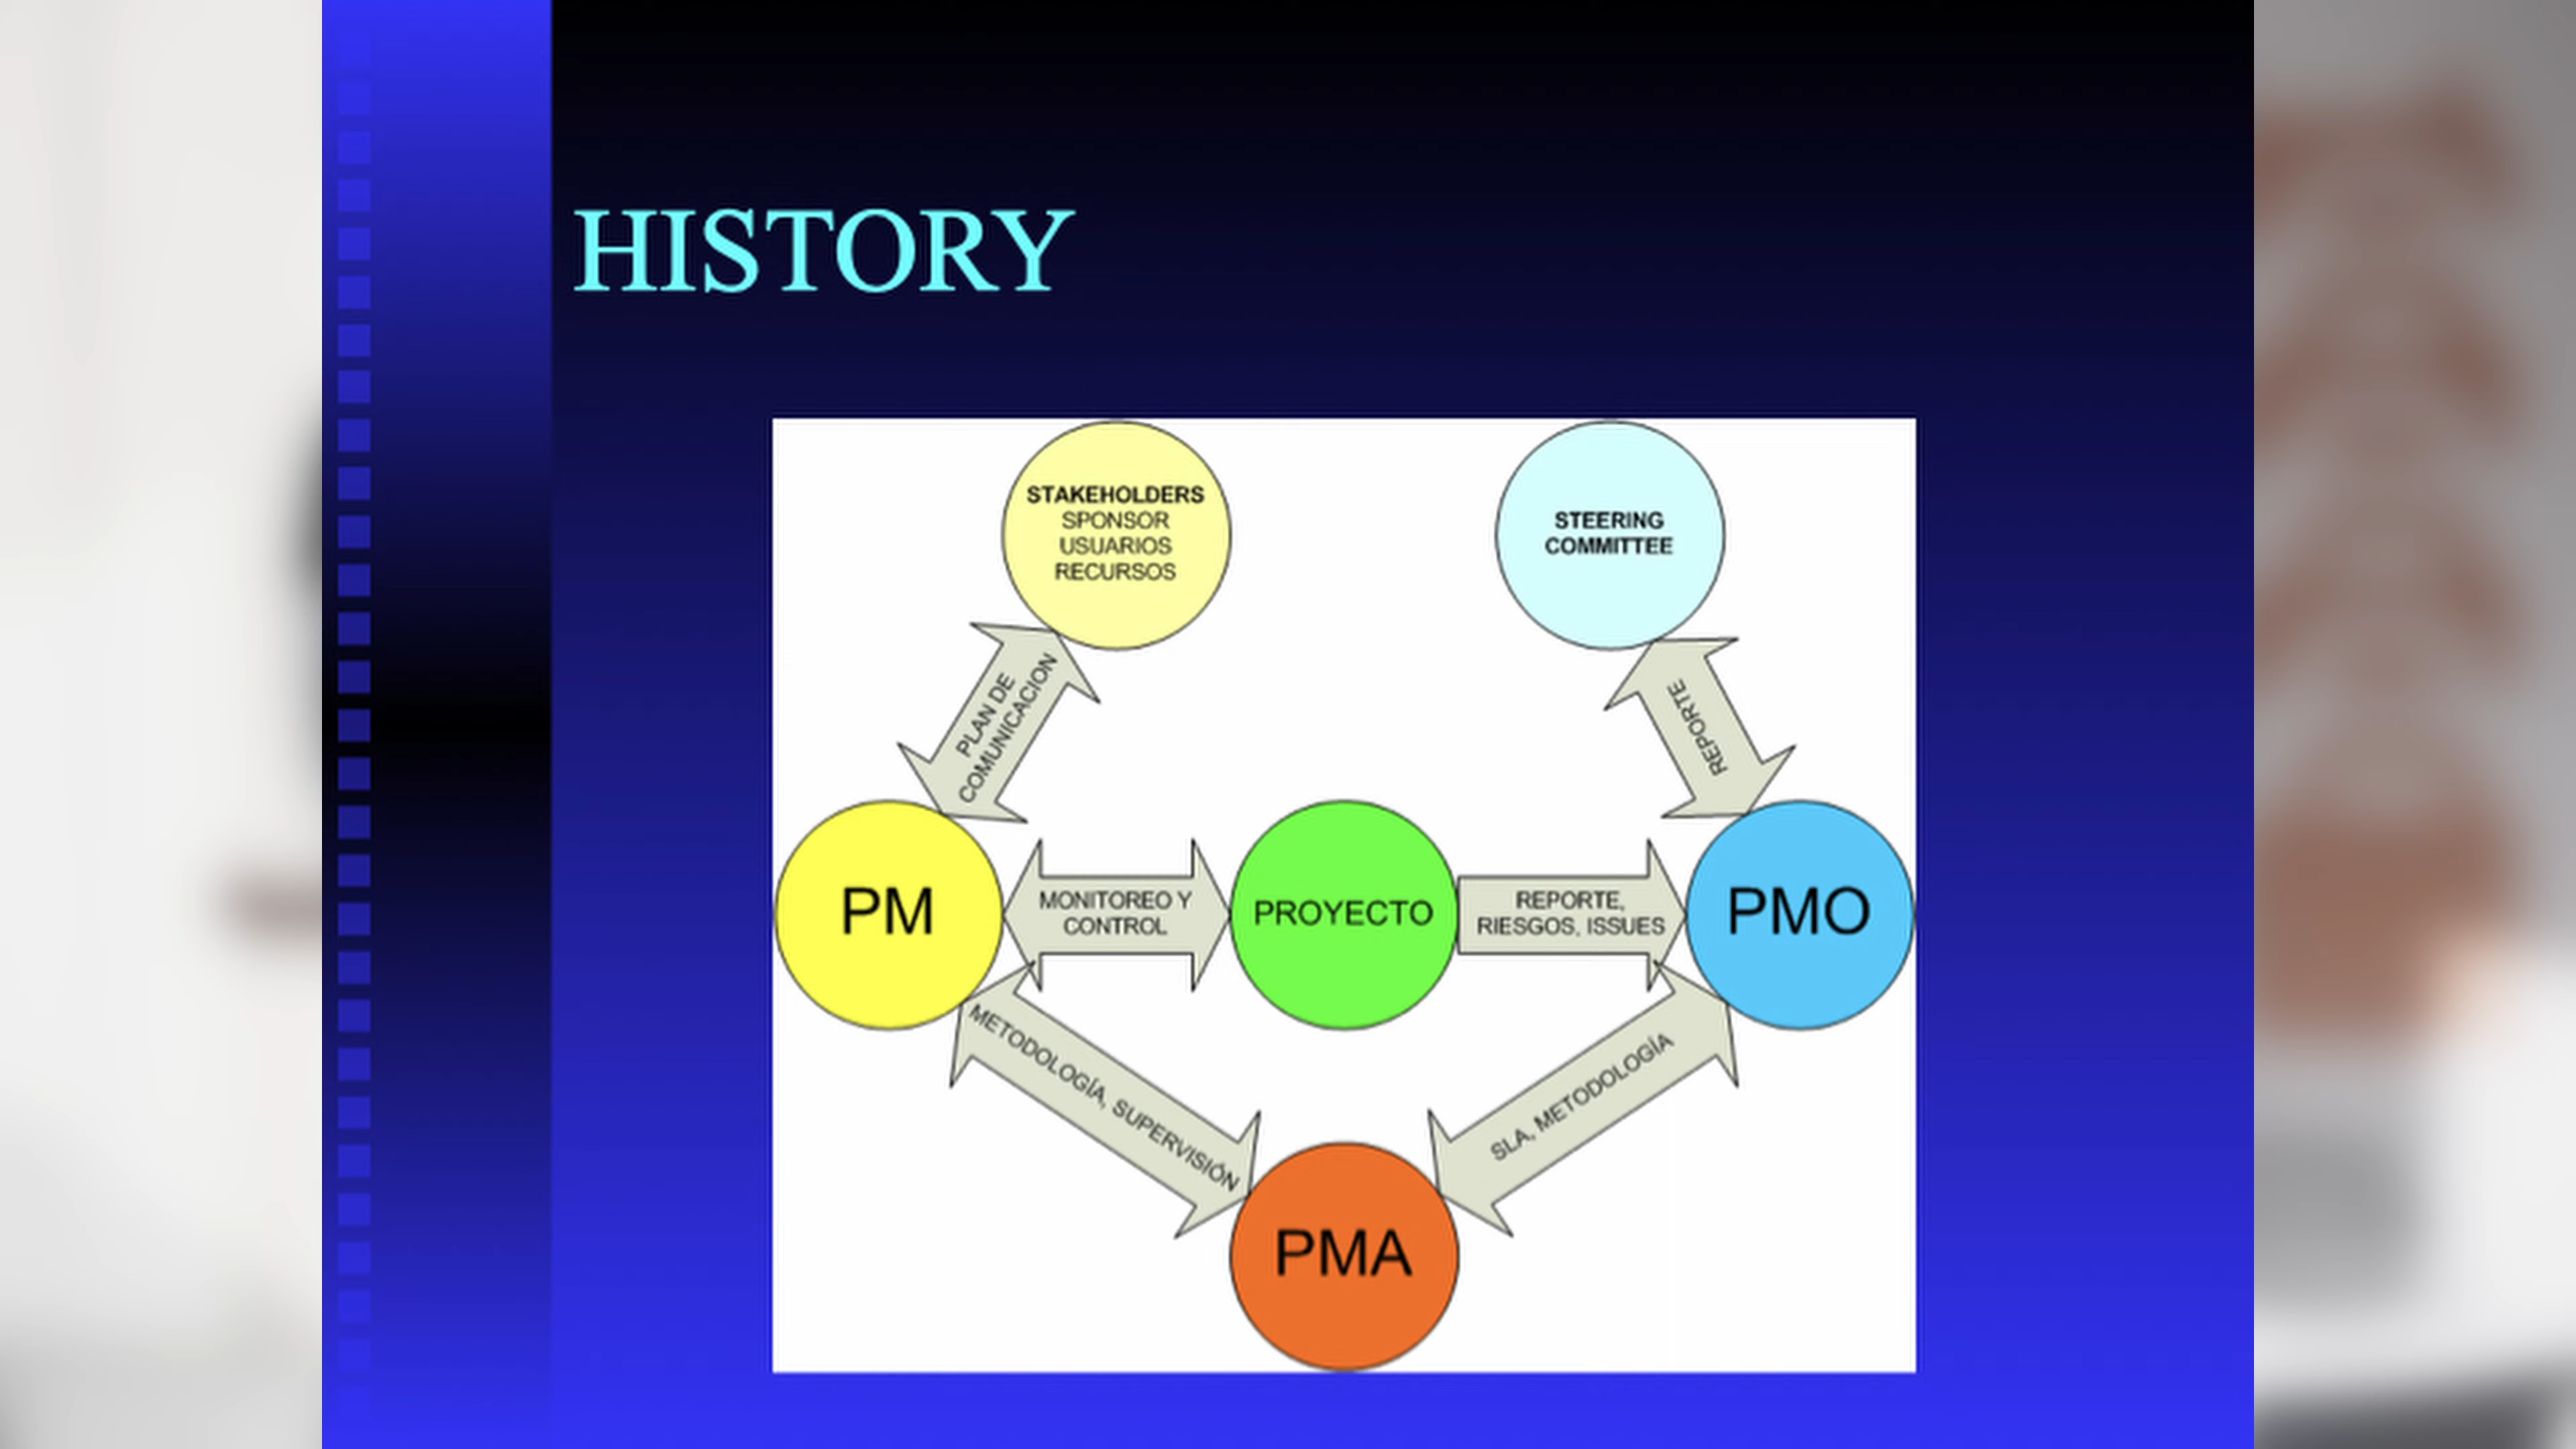 HISTORY
STAKEHOLDERS
SPONSOR
USUARIOS
RECURSOS
STEERING
COMMITTEE
PLAN DE
COMUNICACION
REPORTE
PM
MONITOREO Y
CONTROL
PROYECTO
REPORTE,
RIESGOS, ISSUES
PMO
METODOLOGÍA, SUPERVISIÓN
SLA, METODOLOGÍA
PMA